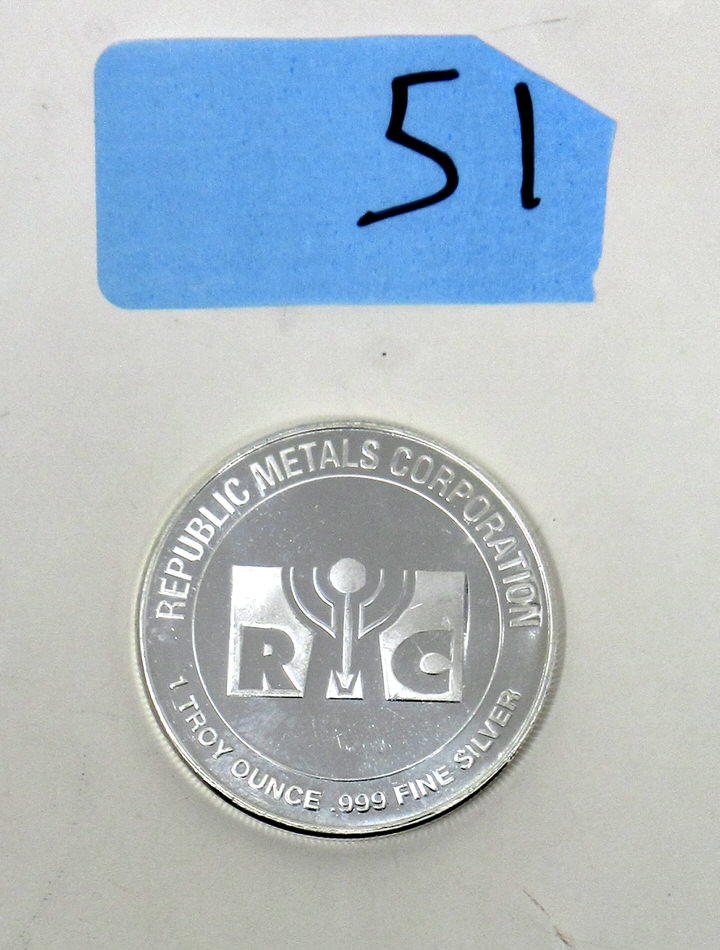 51
REPUBLIC METALS CORPORATION
RMC
1 TROY OUNCE .999 FINE SILVER